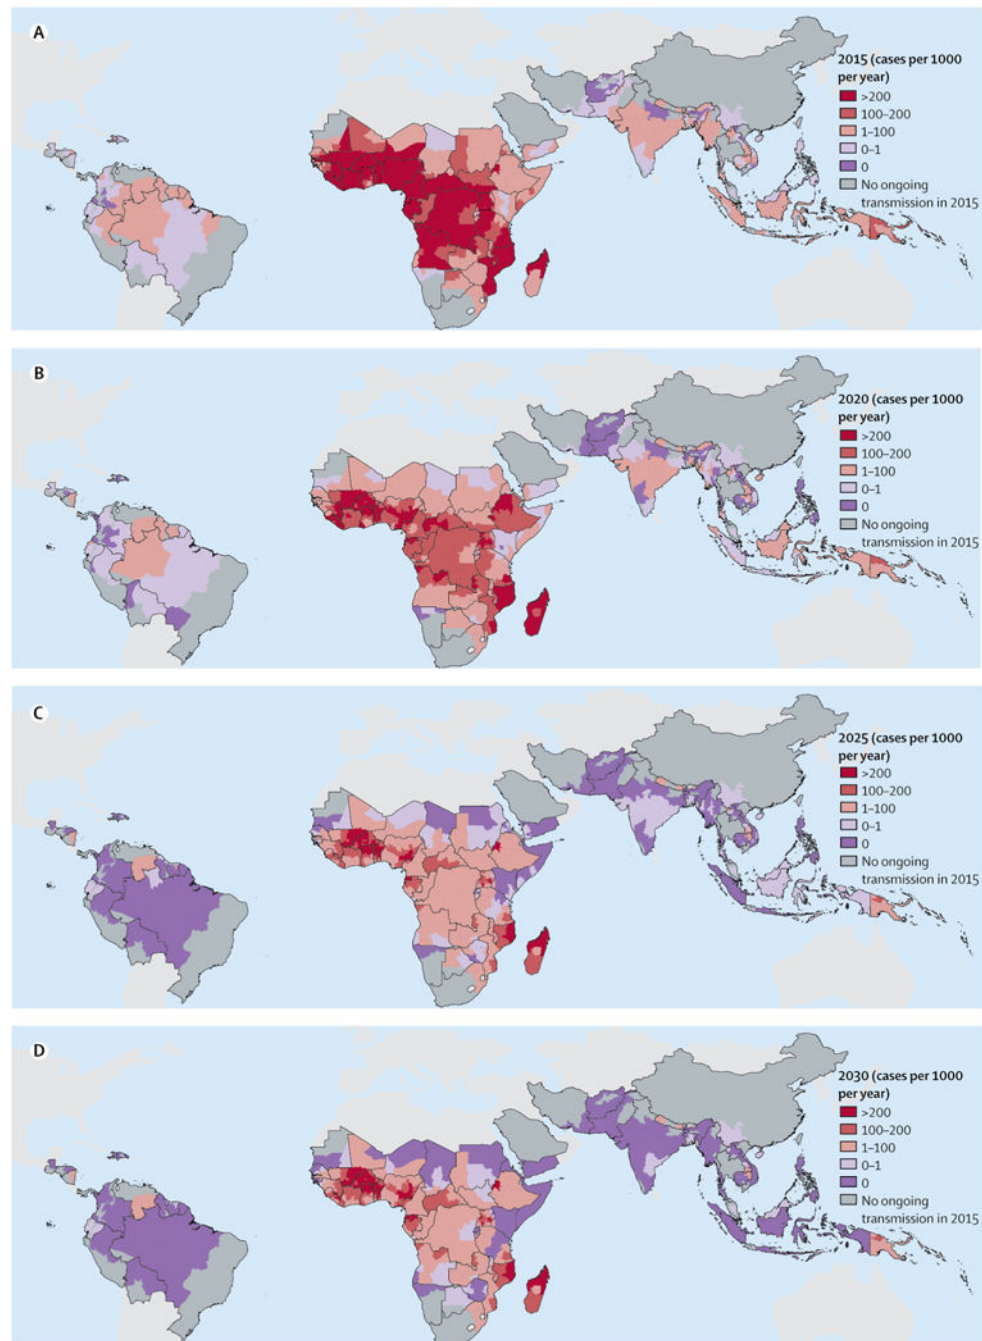 A
2015 (cases per 1000
per year)
>200
100–200
1–100
0–1
0
No ongoing
transmission in 2015
B
2020 (cases per 1000
per year)
>200
100–200
1–100
0–1
0
No ongoing
transmission in 2015
C
2025 (cases per 1000
per year)
>200
100–200
1–100
0–1
0
No ongoing
transmission in 2015
D
2030 (cases per 1000
per year)
>200
100–200
1–100
0–1
0
No ongoing
transmission in 2015